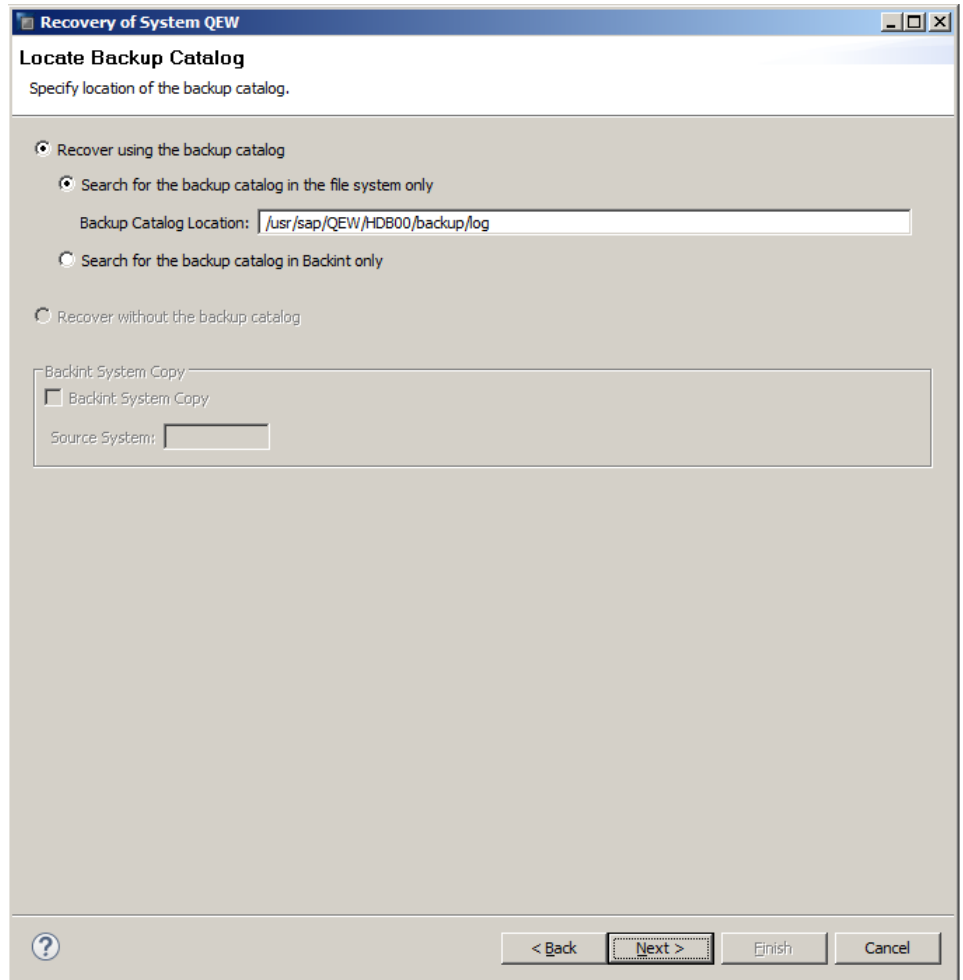 Recovery of System QEW
Locate Backup Catalog
Specify location of the backup catalog.
Recover using the backup catalog
Search for the backup catalog in the file system only
Backup Catalog Location: /usr/sap/QEW/HDB00/backup/log
Search for the backup catalog in Backint only
Recover without the backup catalog
Backint System Copy
Backint System Copy
Source System:
? < Back Next > Finish Cancel